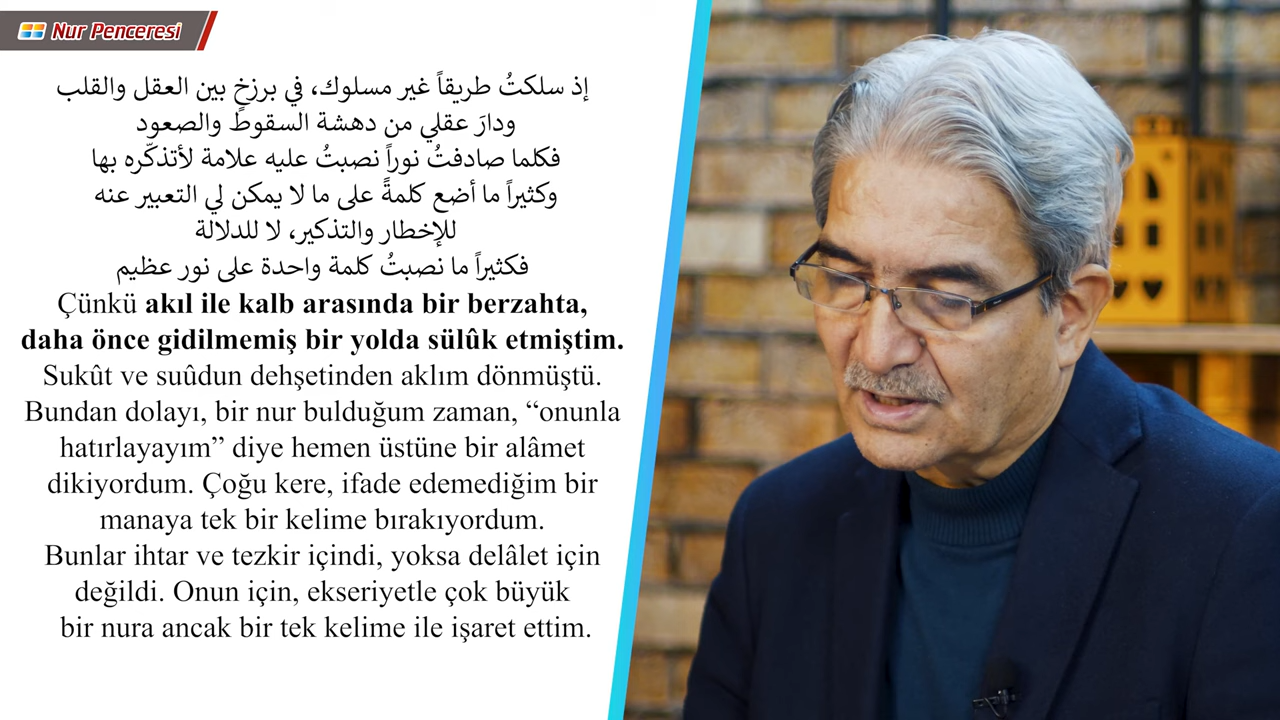 Nur Penceresi
إذ سلكتُ طريقاً غير مسلوك، في برزخٍ بين العقل والقلب
ودارَ عقلي من دهشة السقوط والصعود
فكلما صادفتُ نوراً نصبتُ عليه علامة لأتذكّره بها
وكثيراً ما أضع كلمةً على ما لا يمكن لي التعبير عنه
للإخطار والتذكير، لا للدلالة
فكثيراً ما نصبتُ كلمة واحدة على نور عظيم
Çünkü akıl ile kalb arasında bir berzahta,
daha önce gidilmemiş bir yolda sülûk etmiştim.
Sukût ve suûdun dehşetinden aklım dönmüştü.
Bundan dolayı, bir nur bulduğum zaman, “onunla
hatırlayayım” diye hemen üstüne bir alâmet
dikiyordum. Çoğu kere, ifade edemediğim bir
manaya tek bir kelime bırakıyordum.
Bunlar ihtar ve tezkir içindi, yoksa delâlet için
değildi. Onun için, ekseriyetle çok büyük
bir nura ancak bir tek kelime ile işaret ettim.